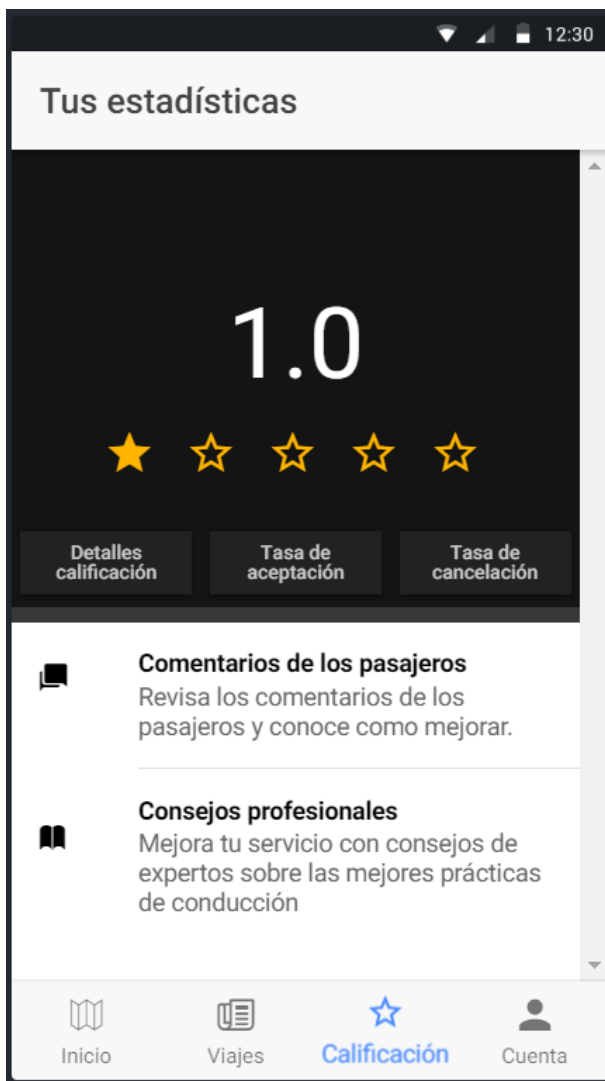 12:30
Tus estadísticas
1.0
Detalles
calificación
Tasa de
aceptación
Tasa de
cancelación
Comentarios de los pasajeros
Revisa los comentarios de los
pasajeros y conoce como mejorar.
Consejos profesionales
Mejora tu servicio con consejos de
expertos sobre las mejores prácticas
de conducción
Inicio
Viajes
Calificación
Cuenta